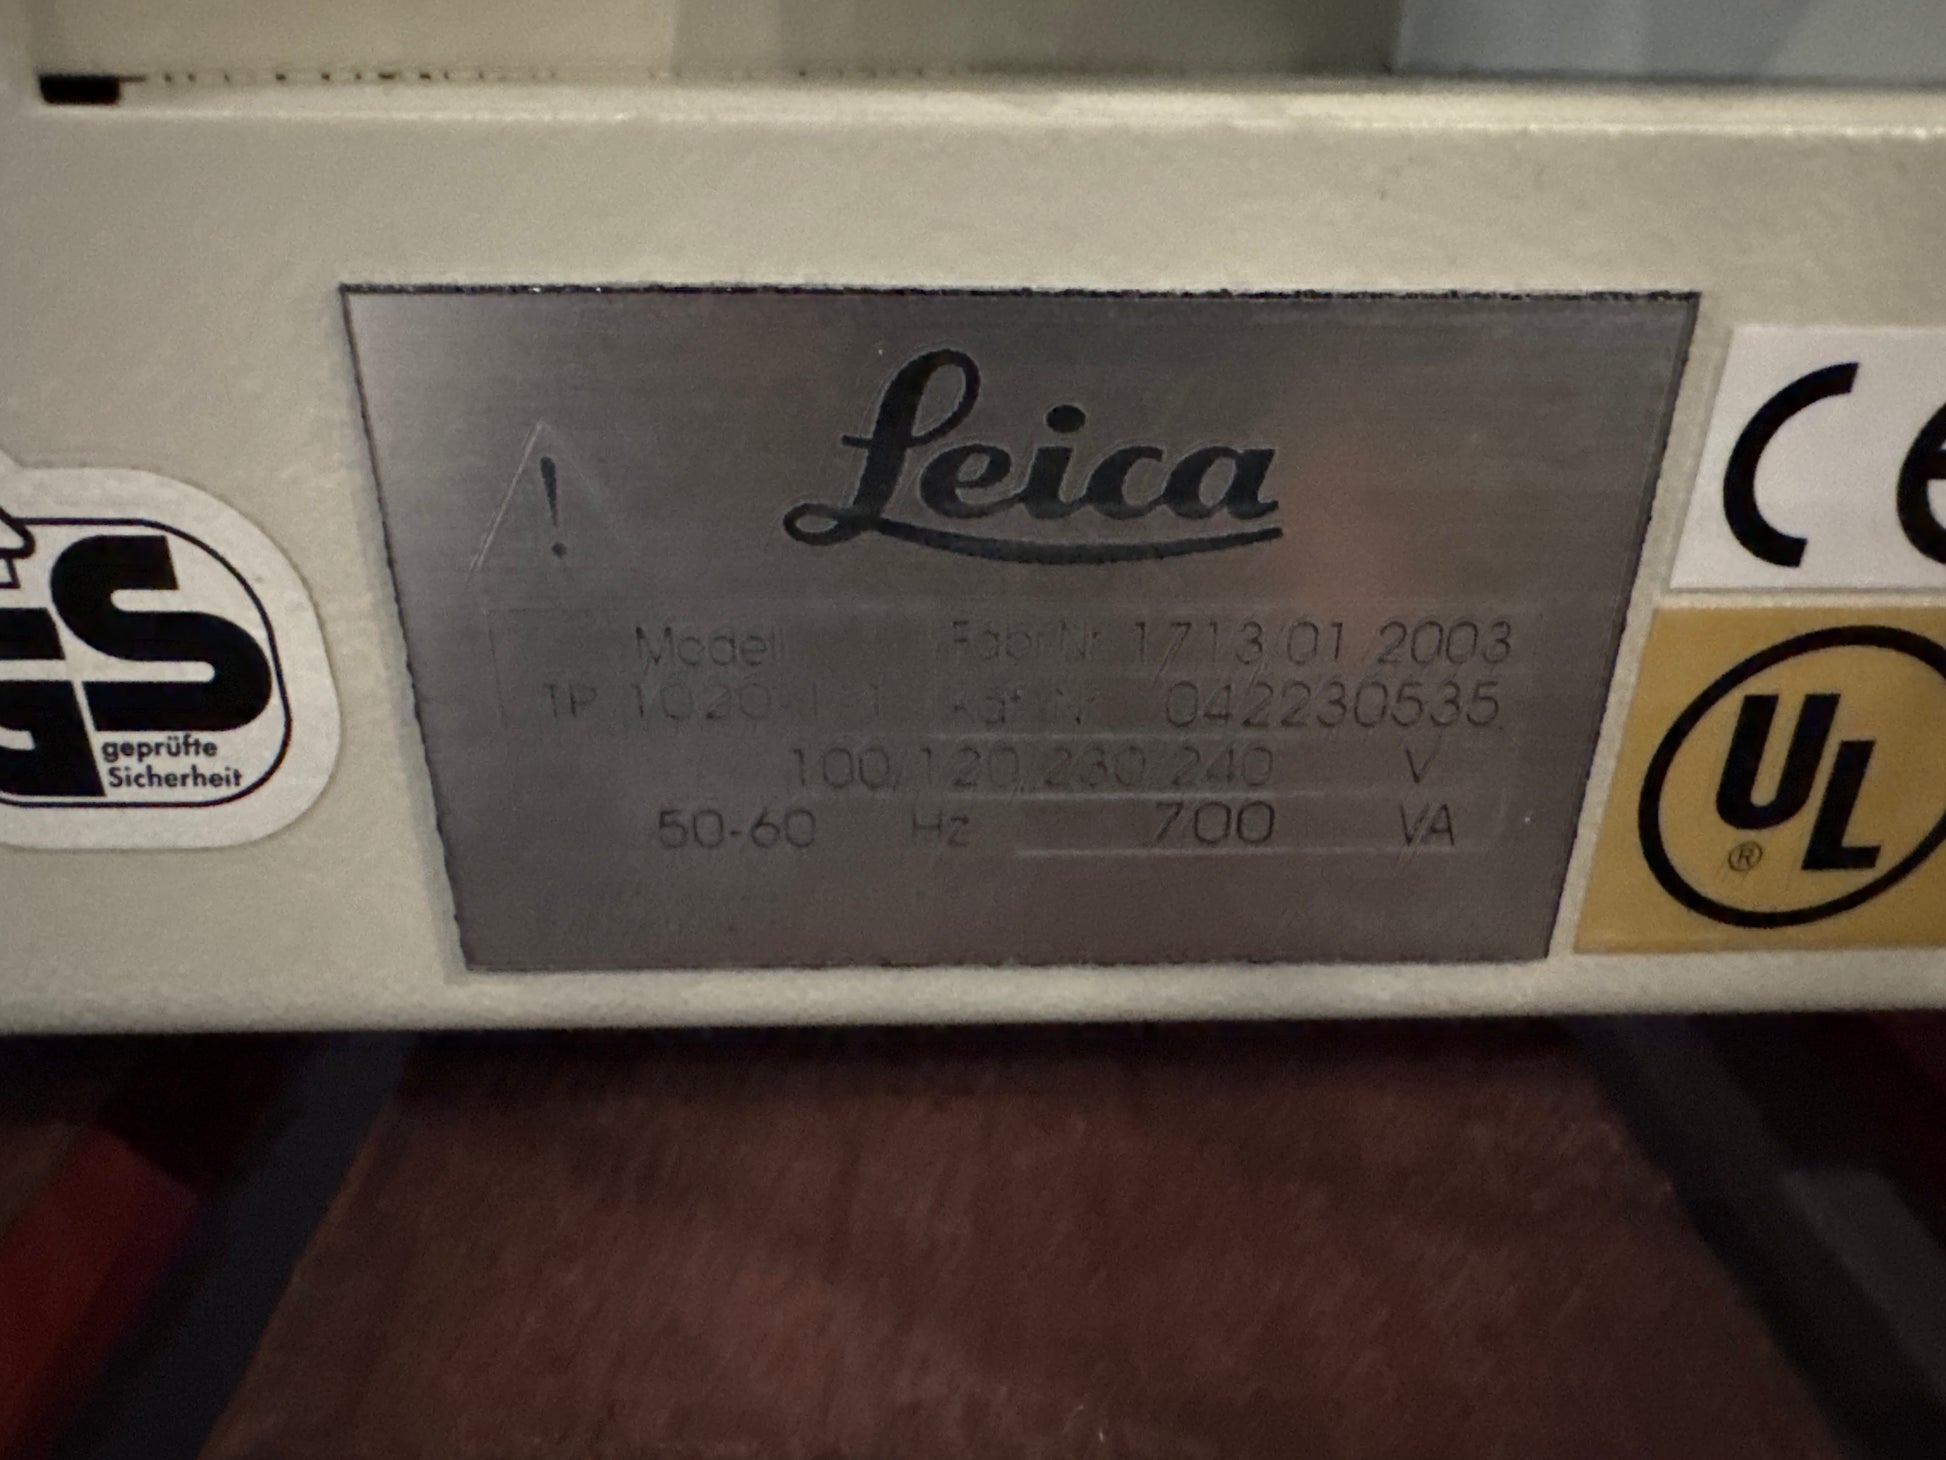 Leica
!
Modell Fabr.Nr. 1713/01/2003
TP 1020-1-1 Kat.Nr. 042230535
100/120/230/240 V
50-60 Hz 700 VA
GS
geprüfte
Sicherheit
CE
UL
®